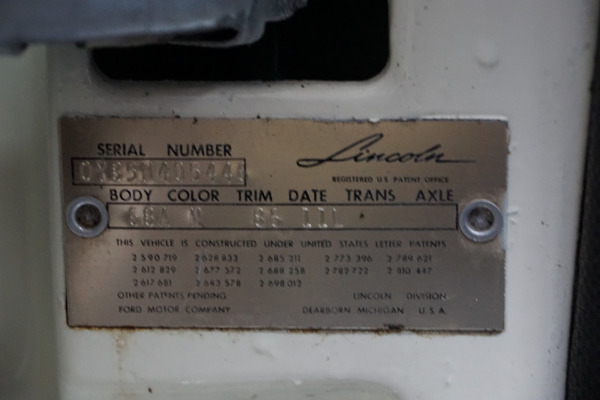 SERIAL NUMBER
Lincoln
REGISTERED U.S. PATENT OFFICE
BODY COLOR TRIM DATE TRANS AXLE
THIS VEHICLE IS CONSTRUCTED UNDER UNITED STATES LETTER PATENTS
2 590 719 2 628 833 2 685 211 2 773 396 2 789 621
2 612 829 2 677 572 2 688 258 2 782 722 2 810 447
2 617 681 2 683 578 2 698 012
OTHER PATENTS PENDING LINCOLN DIVISION
FORD MOTOR COMPANY DEARBORN MICHIGAN U.S.A.